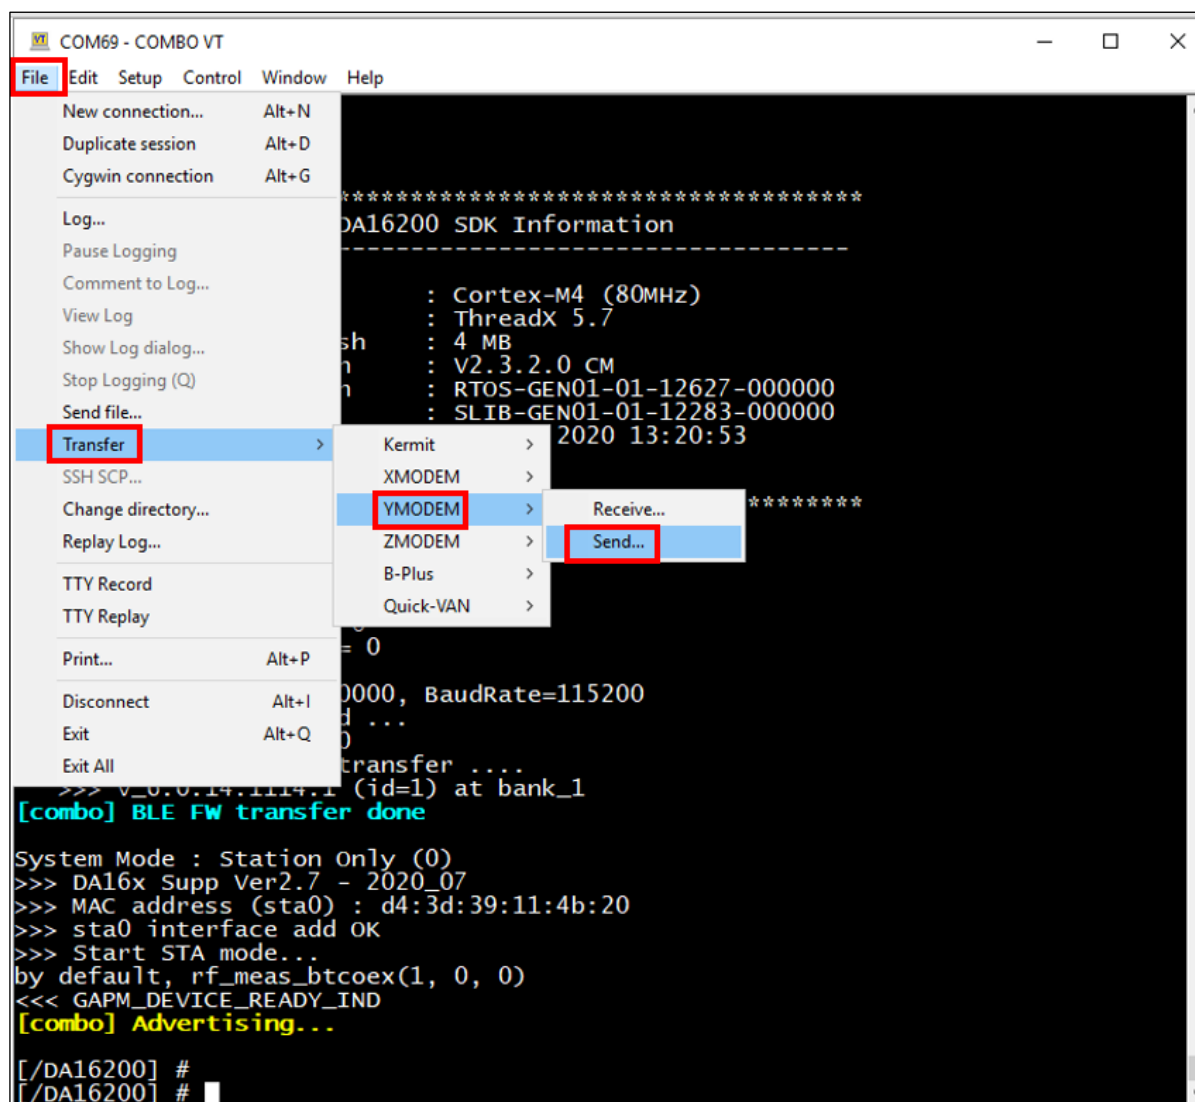 COM69 - COMBO VT
File Edit Setup Control Window Help
New connection... Alt+N
Duplicate session Alt+D
Cygwin connection Alt+G
Log...
Pause Logging
Comment to Log...
View Log
Show Log dialog...
Stop Logging (Q)
Send file...
Transfer
SSH SCP...
Change directory...
Replay Log...
TTY Record
TTY Replay
Print... Alt+P
Disconnect Alt+I
Exit Alt+Q
Exit All
Kermit
XMODEM
YMODEM
ZMODEM
B-Plus
Quick-VAN
Receive...
Send...
************************************
DA16200 SDK Information
-----------------------------------
: Cortex-M4 (80MHz)
: ThreadX 5.7
sh : 4 MB
n : V2.3.2.0 CM
n : RTOS-GEN01-01-12627-000000
: SLIB-GEN01-01-12283-000000
2020 13:20:53
********
= 0
0000, BaudRate=115200
d ...
0
transfer ....
>>> v_6.0.14.1114.1 (id=1) at bank_1
[combo] BLE FW transfer done
System Mode : Station Only (0)
>>> DA16x Supp Ver2.7 - 2020_07
>>> MAC address (sta0) : d4:3d:39:11:4b:20
>>> sta0 interface add OK
>>> Start STA mode...
by default, rf_meas_btcoex(1, 0, 0)
<<< GAPM_DEVICE_READY_IND
[combo] Advertising...
[/DA16200] #
[/DA16200] #